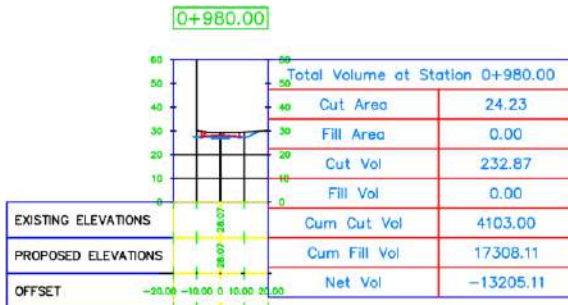 0+980.00
60 60
50 50
40 40
30 30
20 20
10 10
0 0
Total Volume at Station 0+980.00
Cut Area 24.23
Fill Area 0.00
Cut Vol 232.87
Fill Vol 0.00
Cum Cut Vol 4103.00
Cum Fill Vol 17308.11
Net Vol -13205.11
EXISTING ELEVATIONS 28.07
PROPOSED ELEVATIONS 28.07
OFFSET -20.00 -10.00 0 10.00 20.00